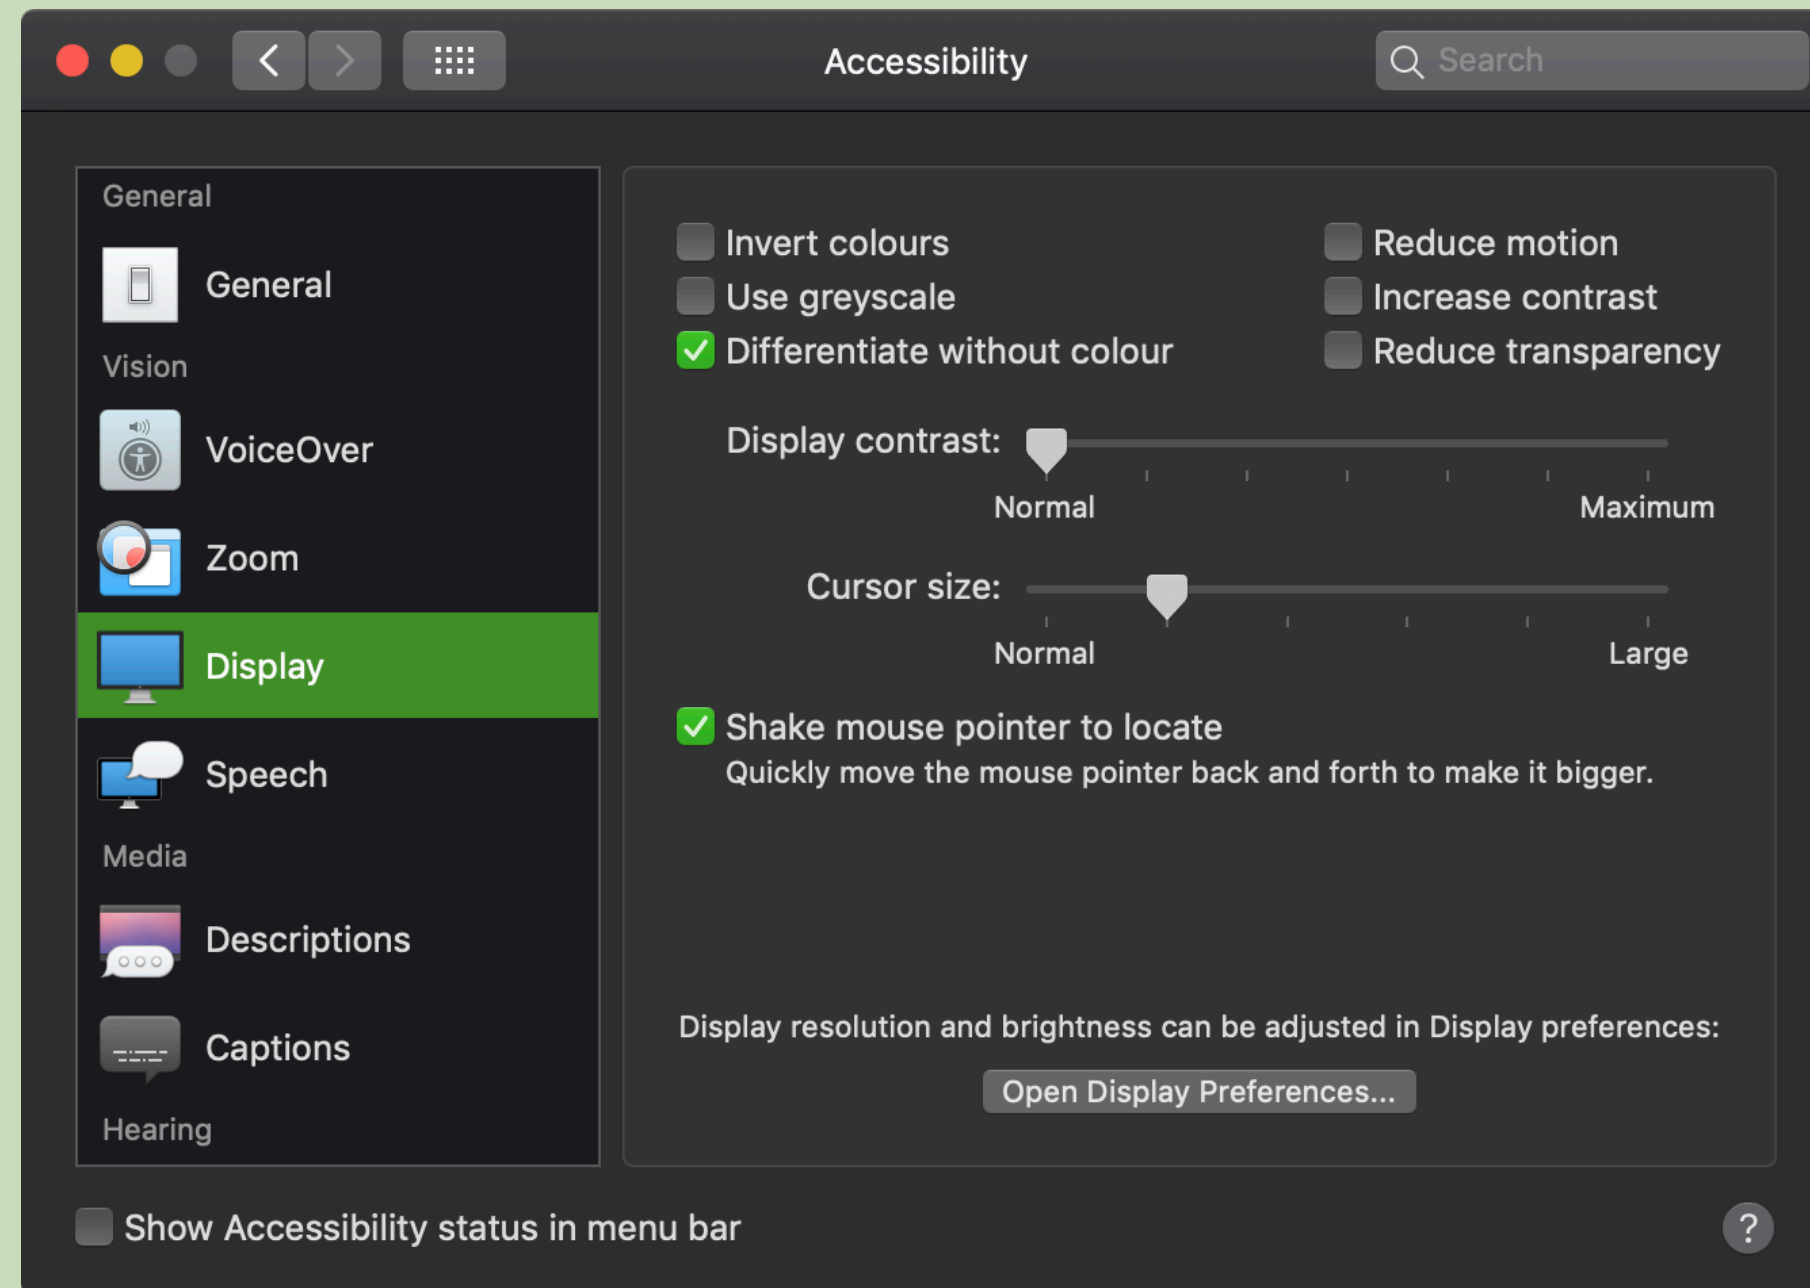 Accessibility
Search
General
General
Vision
VoiceOver
Zoom
Display
Speech
Media
Descriptions
Captions
Hearing
Invert colours
Use greyscale
Differentiate without colour
Reduce motion
Increase contrast
Reduce transparency
Display contrast:
Normal Maximum
Cursor size:
Normal Large
Shake mouse pointer to locate
Quickly move the mouse pointer back and forth to make it bigger.
Display resolution and brightness can be adjusted in Display preferences:
Open Display Preferences...
Show Accessibility status in menu bar
?